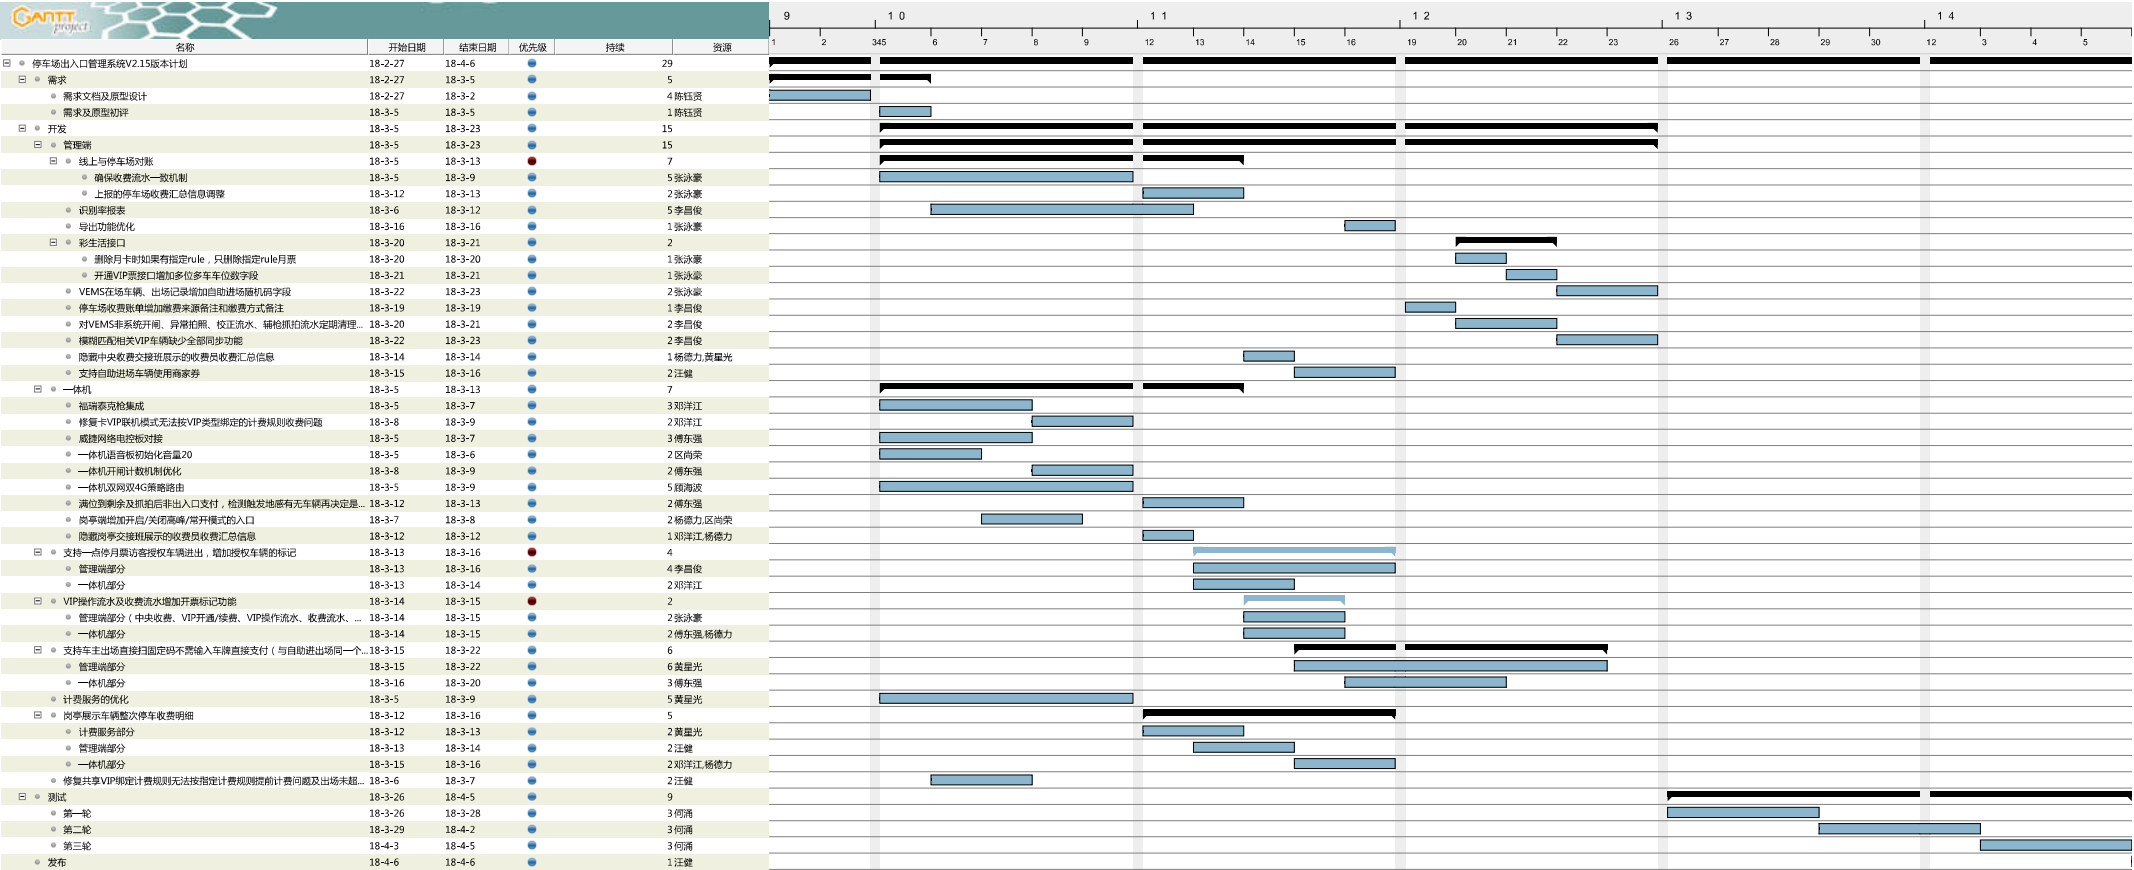 GANTT
project
9 10 11 12 13 14
1 2 345 6 7 8 9 12 13 14 15 16 19 20 21 22 23 26 27 28 29 30 12 3 4 5
名称 开始日期 结束日期 优先级 持续 资源
停车场出入口管理系统V2.15版本计划 18-2-27 18-4-6 29
需求 18-2-27 18-3-5 5
需求文档及原型设计 18-2-27 18-3-2 4 陈钰贤
需求及原型初评 18-3-5 18-3-5 1 陈钰贤
开发 18-3-5 18-3-23 15
管理端 18-3-5 18-3-23 15
线上与停车场对账 18-3-5 18-3-13 7
确保收费流水一致机制 18-3-5 18-3-9 5 张泳豪
上报的停车场收费汇总信息调整 18-3-12 18-3-13 2 张泳豪
识别率报表 18-3-6 18-3-12 5 李昌俊
导出功能优化 18-3-16 18-3-16 1 张泳豪
彩生活接口 18-3-20 18-3-21 2
删除月卡时如果有指定rule，只删除指定rule月票 18-3-20 18-3-20 1 张泳豪
开通VIP票接口增加多位多车车位数字段 18-3-21 18-3-21 1 张泳豪
VEMS在场车辆、出场记录增加自助进场随机码字段 18-3-22 18-3-23 2 张泳豪
停车场收费账单增加缴费来源备注和缴费方式备注 18-3-19 18-3-19 1 李昌俊
对VEMS非系统开闸、异常拍照、校正流水、辅枪抓拍流水定期清理... 18-3-20 18-3-21 2 李昌俊
模糊匹配相关VIP车辆缺少全部同步功能 18-3-22 18-3-23 2 李昌俊
隐藏中央收费交接班展示的收费员收费汇总信息 18-3-14 18-3-14 1 杨德力,黄星光
支持自助进场车辆使用商家券 18-3-15 18-3-16 2 汪健
一体机 18-3-5 18-3-13 7
福瑞泰克枪集成 18-3-5 18-3-7 3 邓洋江
修复卡VIP联机模式无法按VIP类型绑定的计费规则收费问题 18-3-8 18-3-9 2 邓洋江
威捷网络电控板对接 18-3-5 18-3-7 3 傅东强
一体机语音板初始化音量20 18-3-5 18-3-6 2 区尚荣
一体机开闸计数机制优化 18-3-8 18-3-9 2 傅东强
一体机双网双4G策略路由 18-3-5 18-3-9 5 顾海波
满位到剩余及抓拍后非出入口支付，检测触发地感有无车辆再决定是... 18-3-12 18-3-13 2 傅东强
岗亭端增加开启/关闭高峰/常开模式的入口 18-3-7 18-3-8 2 杨德力,区尚荣
隐藏岗亭交接班展示的收费员收费汇总信息 18-3-12 18-3-12 1 邓洋江,杨德力
支持一点停月票访客授权车辆进出，增加授权车辆的标记 18-3-13 18-3-16 4
管理端部分 18-3-13 18-3-16 4 李昌俊
一体机部分 18-3-13 18-3-14 2 邓洋江
VIP操作流水及收费流水增加开票标记功能 18-3-14 18-3-15 2
管理端部分（中央收费、VIP开通/续费、VIP操作流水、收费流水、... 18-3-14 18-3-15 2 张泳豪
一体机部分 18-3-14 18-3-15 2 傅东强,杨德力
支持车主出场直接扫固定码不需输入车牌直接支付（与自助进出场同一个... 18-3-15 18-3-22 6
管理端部分 18-3-15 18-3-22 6 黄星光
一体机部分 18-3-16 18-3-20 3 傅东强
计费服务的优化 18-3-5 18-3-9 5 黄星光
岗亭展示车辆整次停车收费明细 18-3-12 18-3-16 5
计费服务部分 18-3-12 18-3-13 2 黄星光
管理端部分 18-3-13 18-3-14 2 汪健
一体机部分 18-3-15 18-3-16 2 邓洋江,杨德力
修复共享VIP绑定计费规则无法按指定计费规则提前计费问题及出场未超... 18-3-6 18-3-7 2 汪健
测试 18-3-26 18-4-5 9
第一轮 18-3-26 18-3-28 3 何涌
第二轮 18-3-29 18-4-2 3 何涌
第三轮 18-4-3 18-4-5 3 何涌
发布 18-4-6 18-4-6 1 汪健